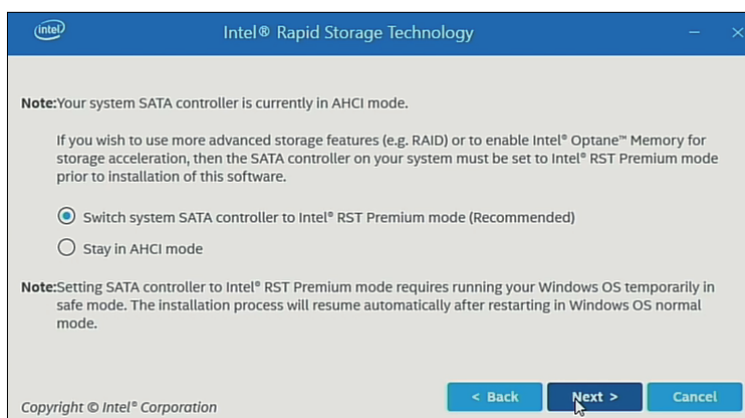 intel
Intel® Rapid Storage Technology
Note:Your system SATA controller is currently in AHCI mode.
If you wish to use more advanced storage features (e.g. RAID) or to enable Intel® Optane™ Memory for
storage acceleration, then the SATA controller on your system must be set to Intel® RST Premium mode
prior to installation of this software.
Switch system SATA controller to Intel® RST Premium mode (Recommended)
Stay in AHCI mode
Note:Setting SATA controller to Intel® RST Premium mode requires running your Windows OS temporarily in
safe mode. The installation process will resume automatically after restarting in Windows OS normal
mode.
< Back Next > Cancel
Copyright © Intel® Corporation